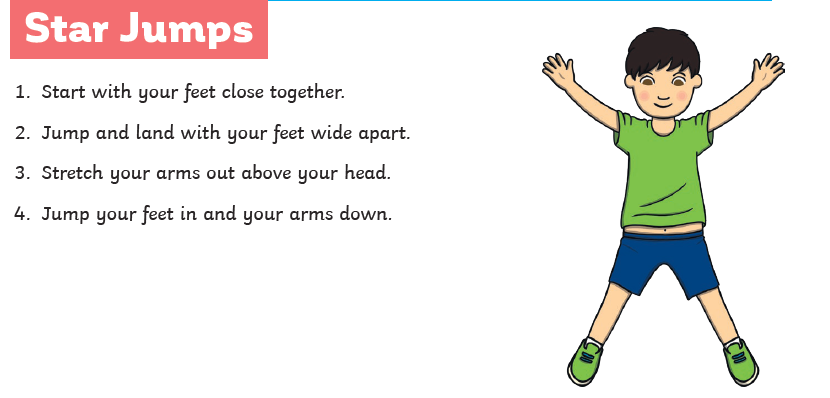 Star Jumps
1. Start with your feet close together.
2. Jump and land with your feet wide apart.
3. Stretch your arms out above your head.
4. Jump your feet in and your arms down.